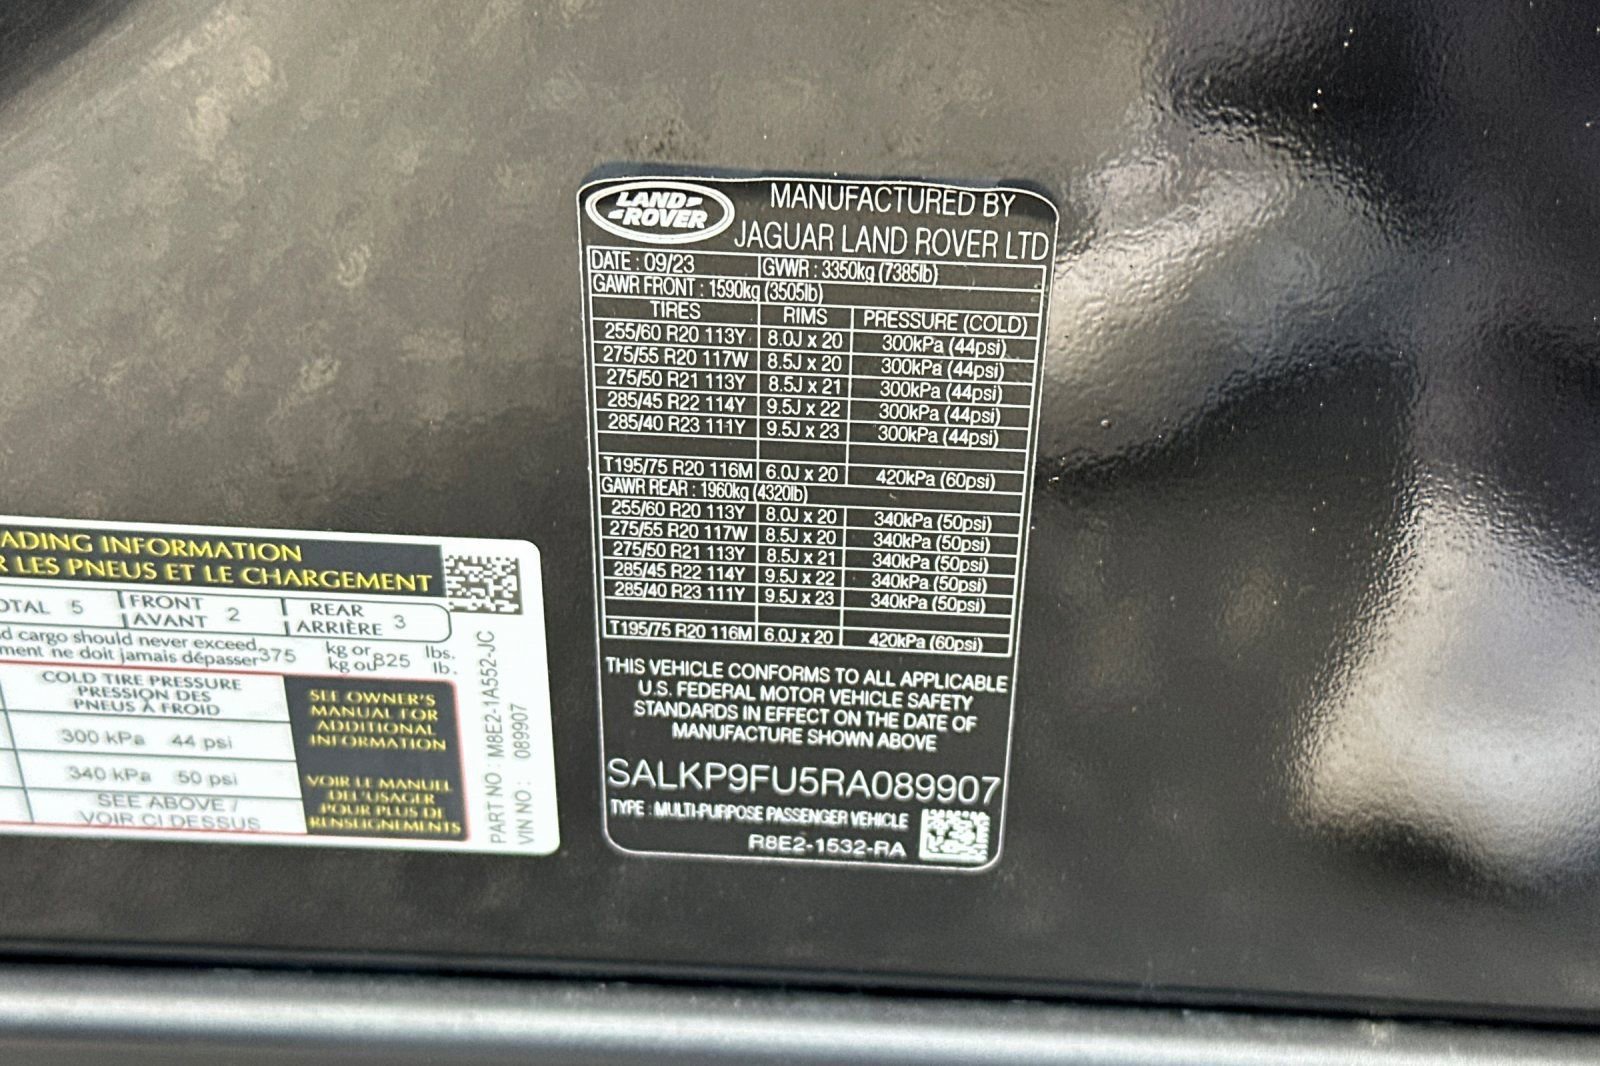 LAND ROVER
MANUFACTURED BY
JAGUAR LAND ROVER LTD
DATE : 09/23 GVWR : 3350kg (7385lb)
GAWR FRONT : 1590kg (3505lb)
TIRES RIMS PRESSURE (COLD)
255/60 R20 113Y 8.0J x 20 300kPa (44psi)
275/55 R20 117W 8.5J x 20 300kPa (44psi)
275/50 R21 113Y 8.5J x 21 300kPa (44psi)
285/45 R22 114Y 9.5J x 22 300kPa (44psi)
285/40 R23 111Y 9.5J x 23 300kPa (44psi)
T195/75 R20 116M 6.0J x 20 420kPa (60psi)
GAWR REAR : 1960kg (4320lb)
255/60 R20 113Y 8.0J x 20 340kPa (50psi)
275/55 R20 117W 8.5J x 20 340kPa (50psi)
275/50 R21 113Y 8.5J x 21 340kPa (50psi)
285/45 R22 114Y 9.5J x 22 340kPa (50psi)
285/40 R23 111Y 9.5J x 23 340kPa (50psi)
T195/75 R20 116M 6.0J x 20 420kPa (60psi)
THIS VEHICLE CONFORMS TO ALL APPLICABLE
U.S. FEDERAL MOTOR VEHICLE SAFETY
STANDARDS IN EFFECT ON THE DATE OF
MANUFACTURE SHOWN ABOVE
SALKP9FU5RA089907
TYPE : MULTI-PURPOSE PASSENGER VEHICLE
R8E2-1532-RA
ADING INFORMATION
R LES PNEUS ET LE CHARGEMENT
OTAL 5 FRONT 2 REAR 3
AVANT ARRIÈRE
d cargo should never exceed 375 kg or 825 lbs.
ment ne doit jamais dépasser kg ou lb.
COLD TIRE PRESSURE
PRESSION DES
PNEUS À FROID
300 kPa 44 psi
340 kPa 50 psi
SEE ABOVE /
VOIR CI DESSUS
SEE OWNER'S
MANUAL FOR
ADDITIONAL
INFORMATION
VOIR LE MANUEL
DE L'USAGER
POUR PLUS DE
RENSEIGNEMENTS
PART NO : M8E2-1A552-JC
VIN NO : 089907